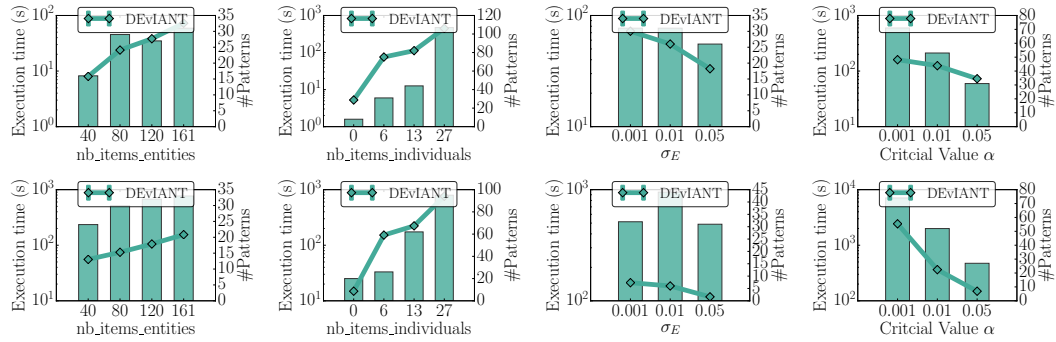 DEvIANT
Execution time (s)
10^2
10^1
10^0
35
30
25
20
15
10
5
0
#Patterns
40 80 120 161
nb_items_entities
DEvIANT
Execution time (s)
10^3
10^2
10^1
10^0
120
100
80
60
40
20
0
#Patterns
0 6 13 27
nb_items_individuals
DEvIANT
Execution time (s)
10^2
10^1
35
30
25
20
15
10
5
0
#Patterns
0.001 0.01 0.05
σ_E
DEvIANT
Execution time (s)
10^3
10^2
10^1
80
70
60
50
40
30
20
10
0
#Patterns
0.001 0.01 0.05
Critcial Value α
DEvIANT
Execution time (s)
10^3
10^2
10^1
35
30
25
20
15
10
5
0
#Patterns
40 80 120 161
nb_items_entities
DEvIANT
Execution time (s)
10^3
10^2
10^1
100
80
60
40
20
0
#Patterns
0 6 13 27
nb_items_individuals
DEvIANT
Execution time (s)
10^3
10^2
45
40
35
30
25
20
15
10
5
0
#Patterns
0.001 0.01 0.05
σ_E
DEvIANT
Execution time (s)
10^4
10^3
10^2
80
70
60
50
40
30
20
10
0
#Patterns
0.001 0.01 0.05
Critcial Value α